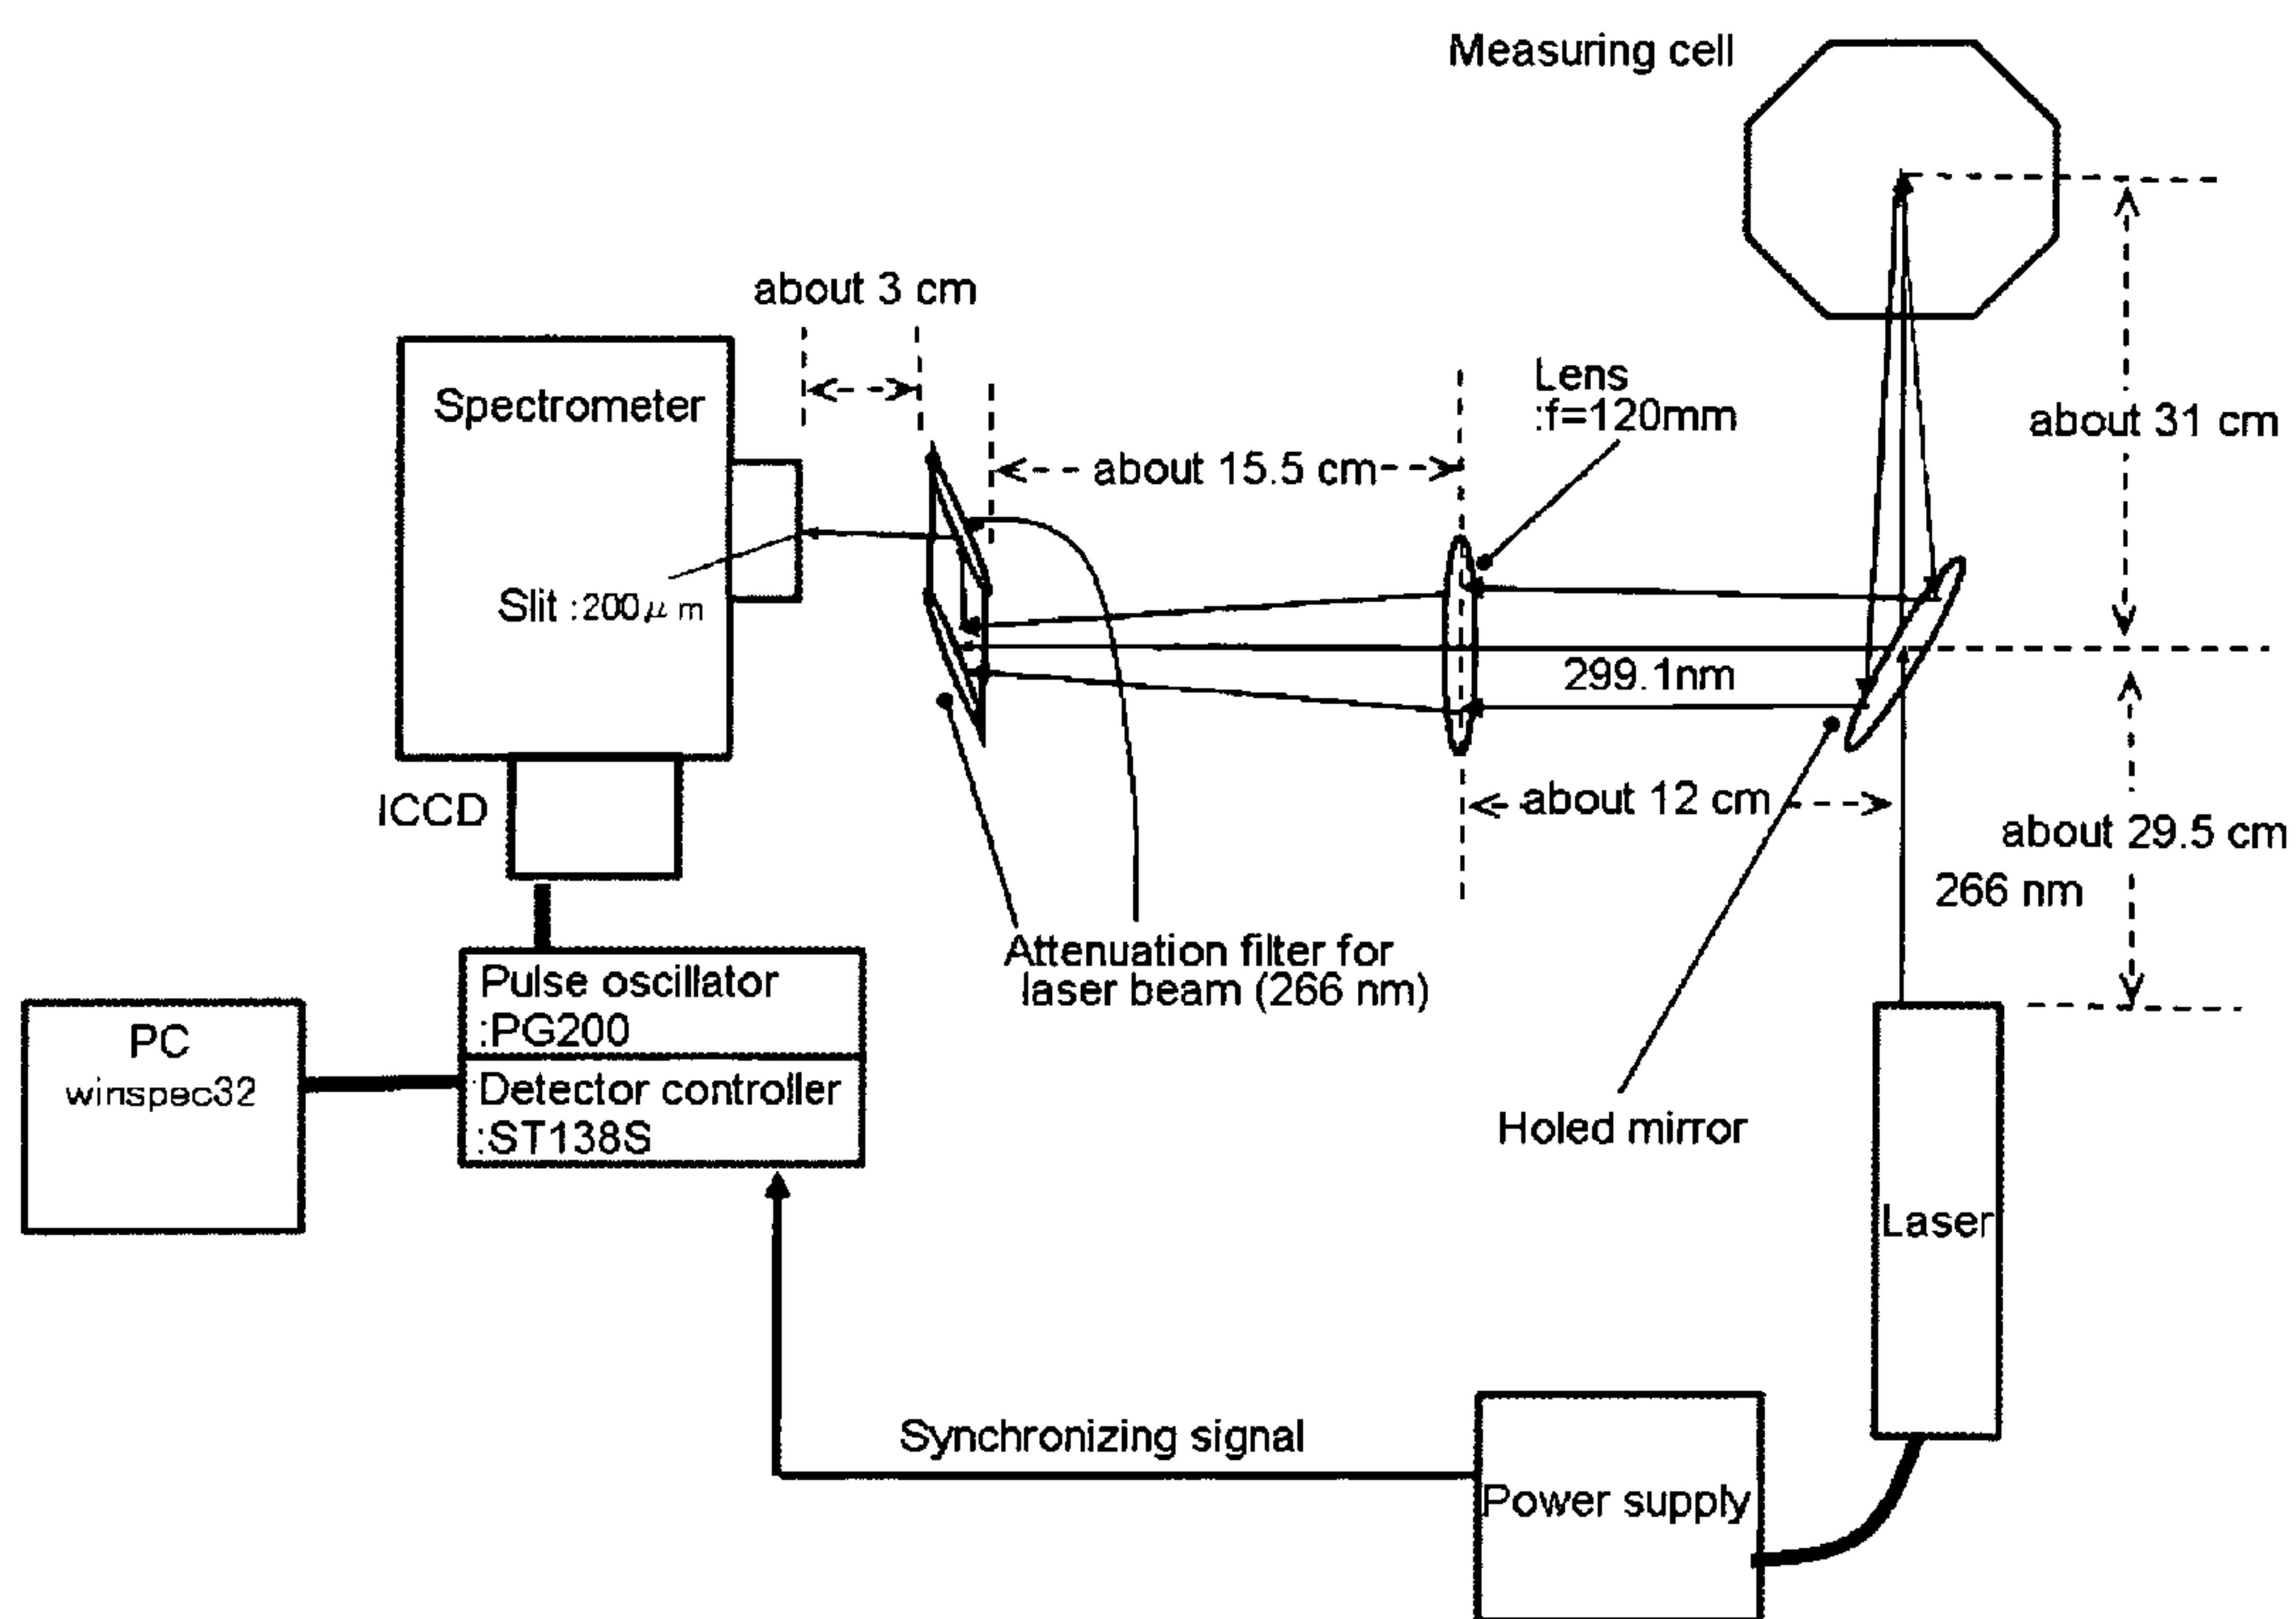 Measuring cell
about 3 cm
Spectrometer
Slit :200μm
Lens
:f=120mm
about 15.5 cm
about 31 cm
299.1nm
about 12 cm
about 29.5 cm
266 nm
ICCD
Attenuation filter for
laser beam (266 nm)
Pulse oscillator
:PG200
Detector controller
:ST138S
PC
winspec32
Holed mirror
Laser
Synchronizing signal
Power supply